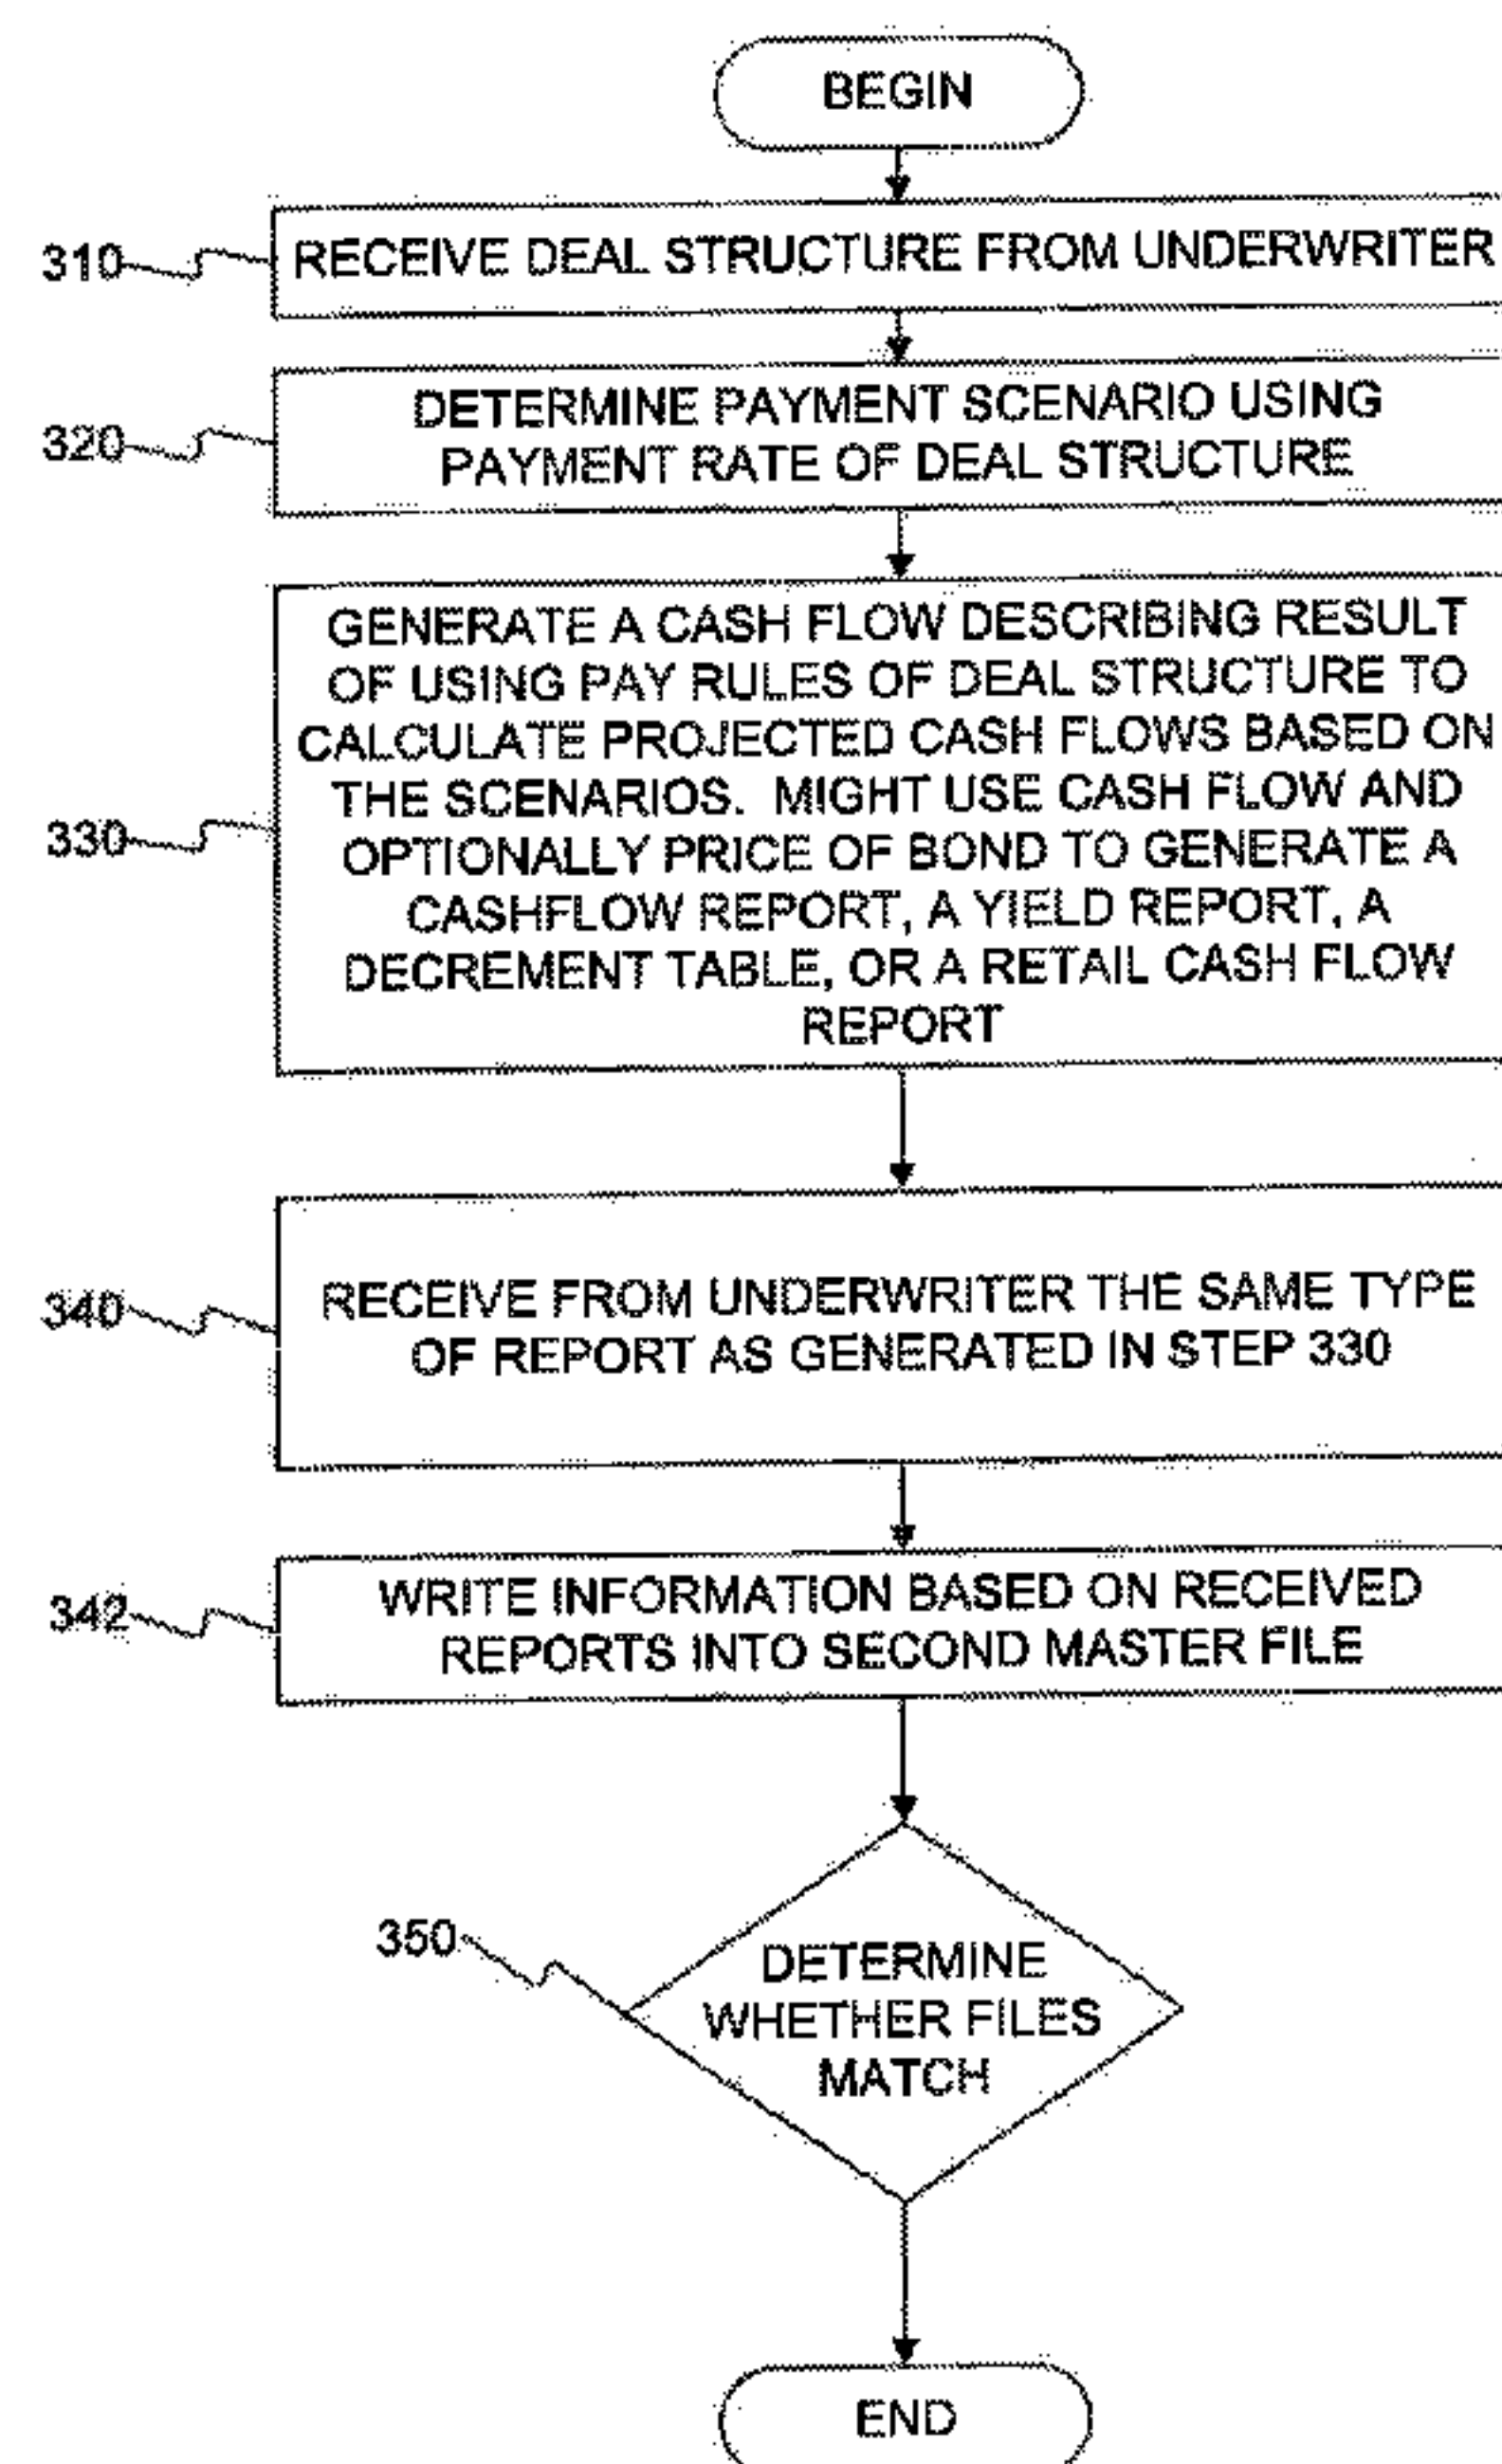 BEGIN
310
RECEIVE DEAL STRUCTURE FROM UNDERWRITER
320
DETERMINE PAYMENT SCENARIO USING
PAYMENT RATE OF DEAL STRUCTURE
330
GENERATE A CASH FLOW DESCRIBING RESULT
OF USING PAY RULES OF DEAL STRUCTURE TO
CALCULATE PROJECTED CASH FLOWS BASED ON
THE SCENARIOS. MIGHT USE CASH FLOW AND
OPTIONALLY PRICE OF BOND TO GENERATE A
CASHFLOW REPORT, A YIELD REPORT, A
DECREMENT TABLE, OR A RETAIL CASH FLOW
REPORT
340
RECEIVE FROM UNDERWRITER THE SAME TYPE
OF REPORT AS GENERATED IN STEP 330
342
WRITE INFORMATION BASED ON RECEIVED
REPORTS INTO SECOND MASTER FILE
350
DETERMINE
WHETHER FILES
MATCH
END